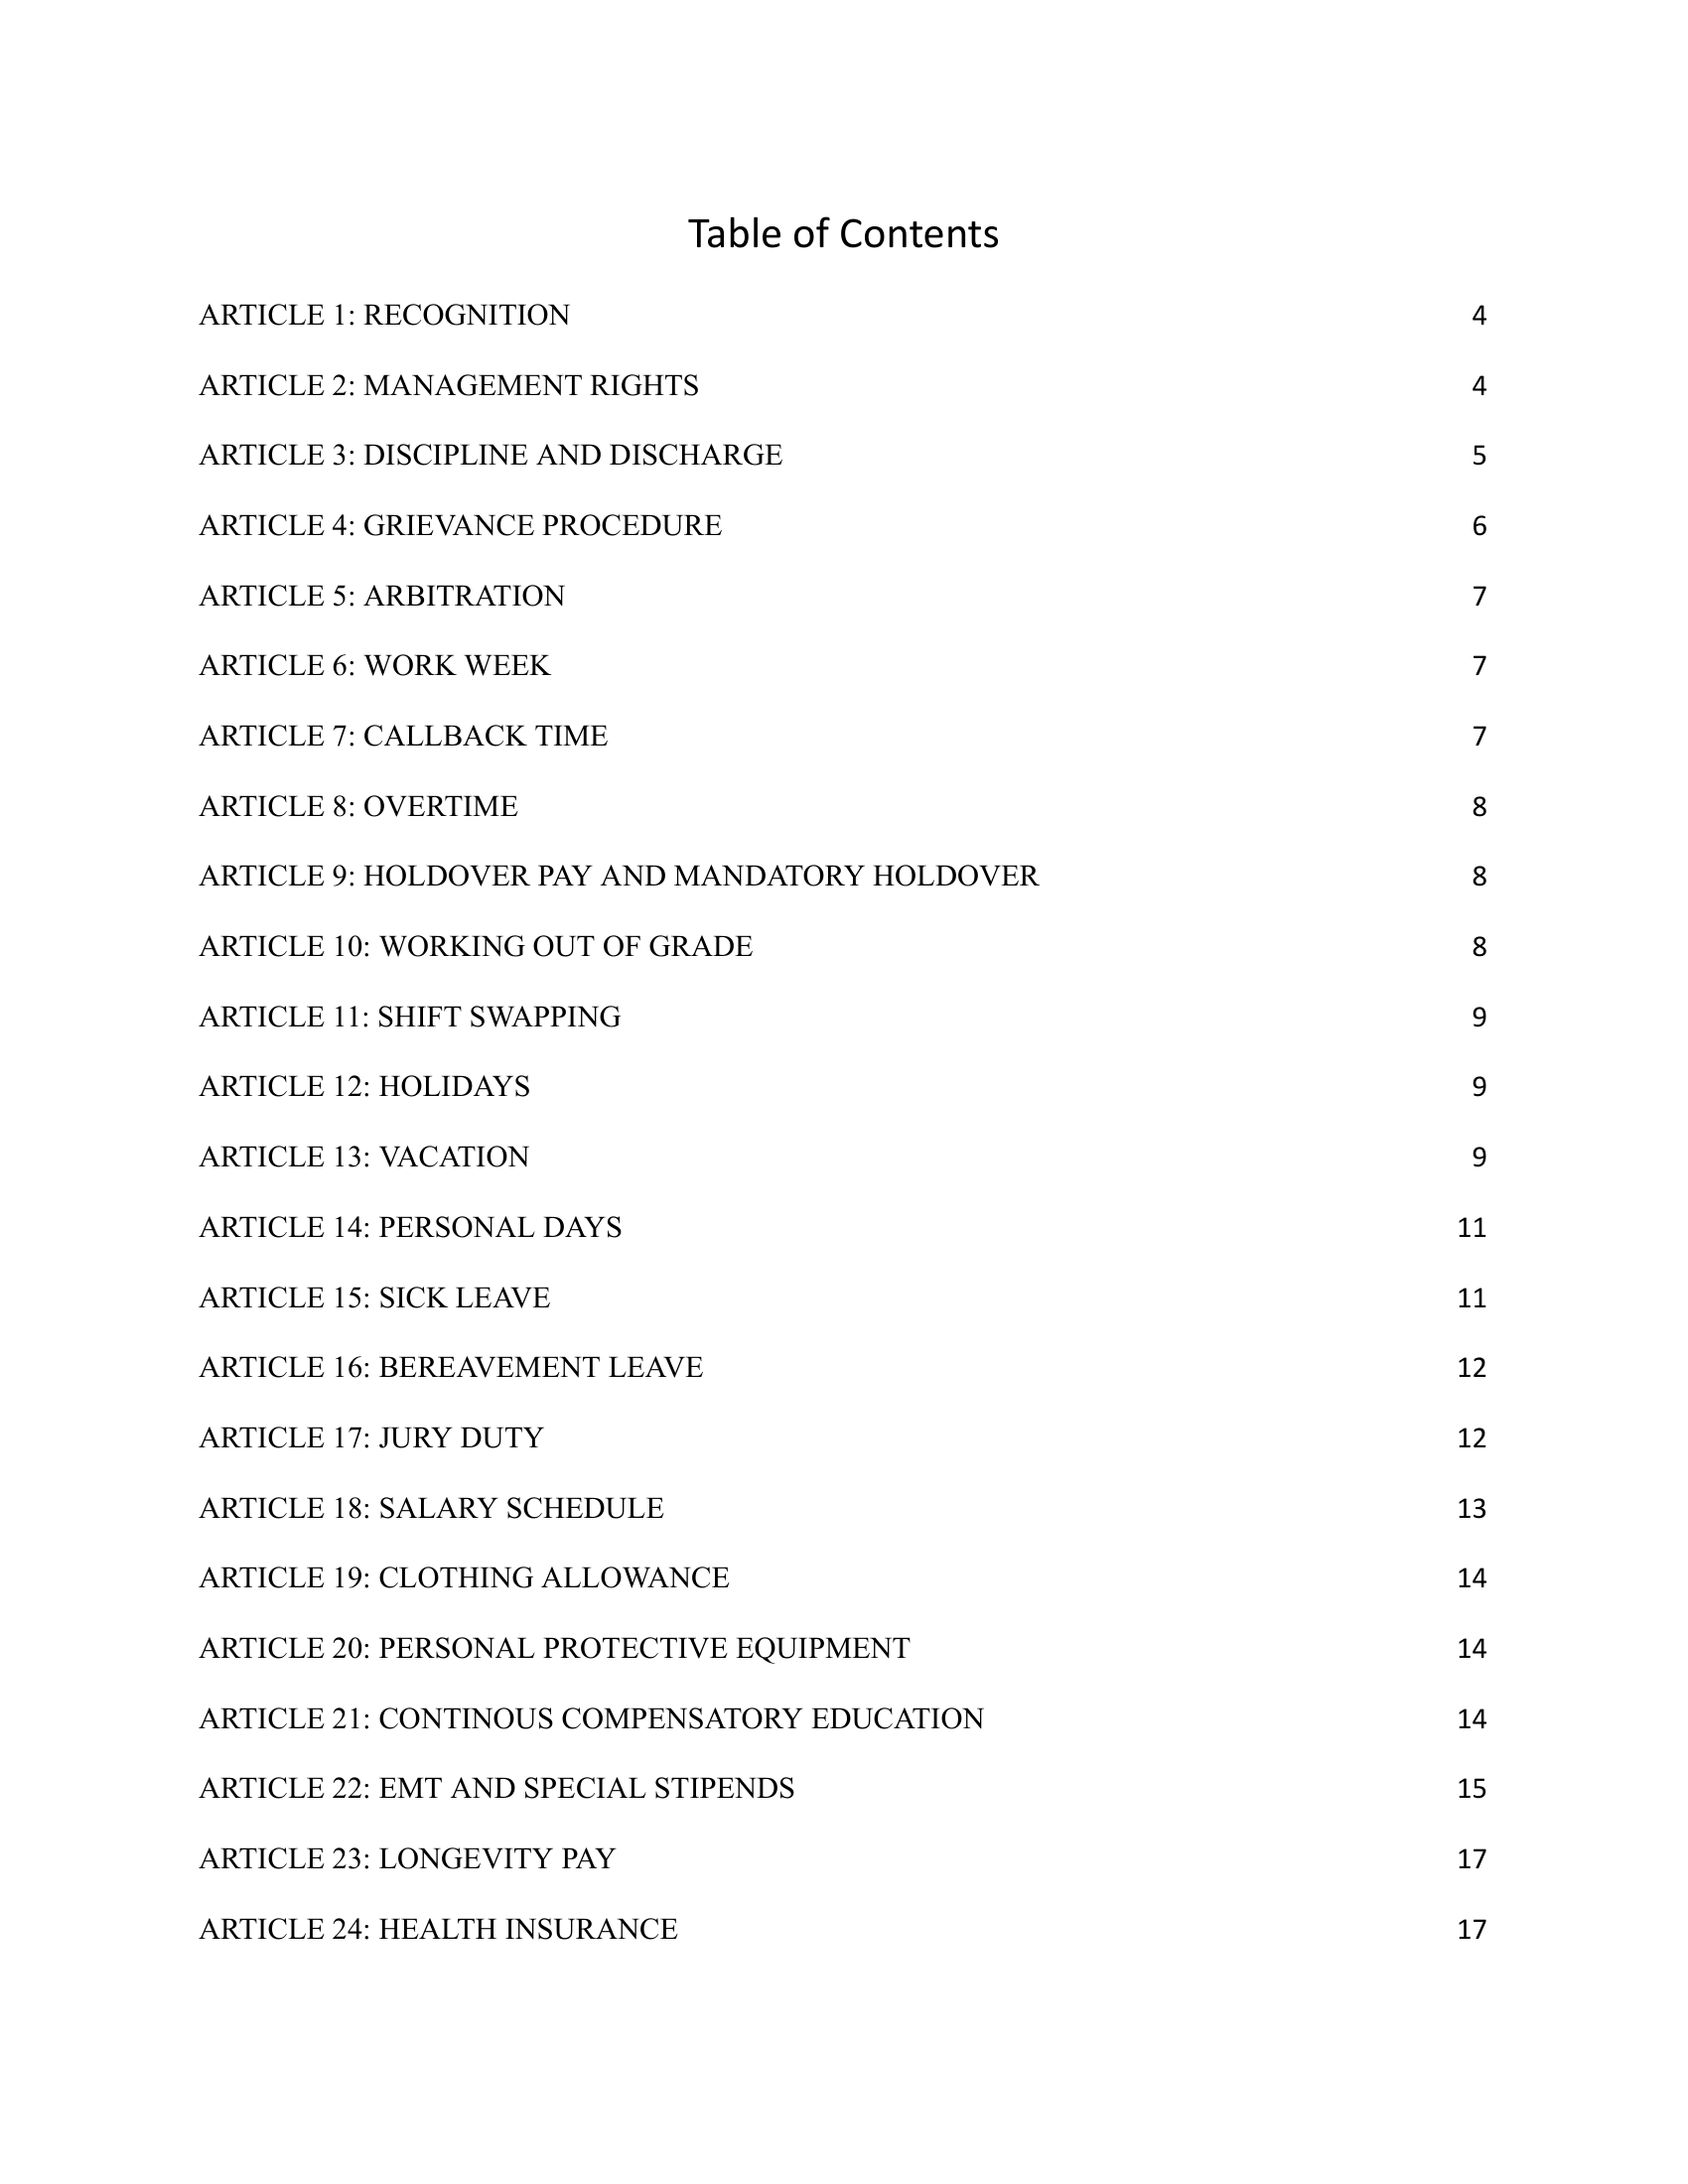 Table of Contents
ARTICLE 1: RECOGNITION 4
ARTICLE 2: MANAGEMENT RIGHTS 4
ARTICLE 3: DISCIPLINE AND DISCHARGE 5
ARTICLE 4: GRIEVANCE PROCEDURE 6
ARTICLE 5: ARBITRATION 7
ARTICLE 6: WORK WEEK 7
ARTICLE 7: CALLBACK TIME 7
ARTICLE 8: OVERTIME 8
ARTICLE 9: HOLDOVER PAY AND MANDATORY HOLDOVER 8
ARTICLE 10: WORKING OUT OF GRADE 8
ARTICLE 11: SHIFT SWAPPING 9
ARTICLE 12: HOLIDAYS 9
ARTICLE 13: VACATION 9
ARTICLE 14: PERSONAL DAYS 11
ARTICLE 15: SICK LEAVE 11
ARTICLE 16: BEREAVEMENT LEAVE 12
ARTICLE 17: JURY DUTY 12
ARTICLE 18: SALARY SCHEDULE 13
ARTICLE 19: CLOTHING ALLOWANCE 14
ARTICLE 20: PERSONAL PROTECTIVE EQUIPMENT 14
ARTICLE 21: CONTINOUS COMPENSATORY EDUCATION 14
ARTICLE 22: EMT AND SPECIAL STIPENDS 15
ARTICLE 23: LONGEVITY PAY 17
ARTICLE 24: HEALTH INSURANCE 17